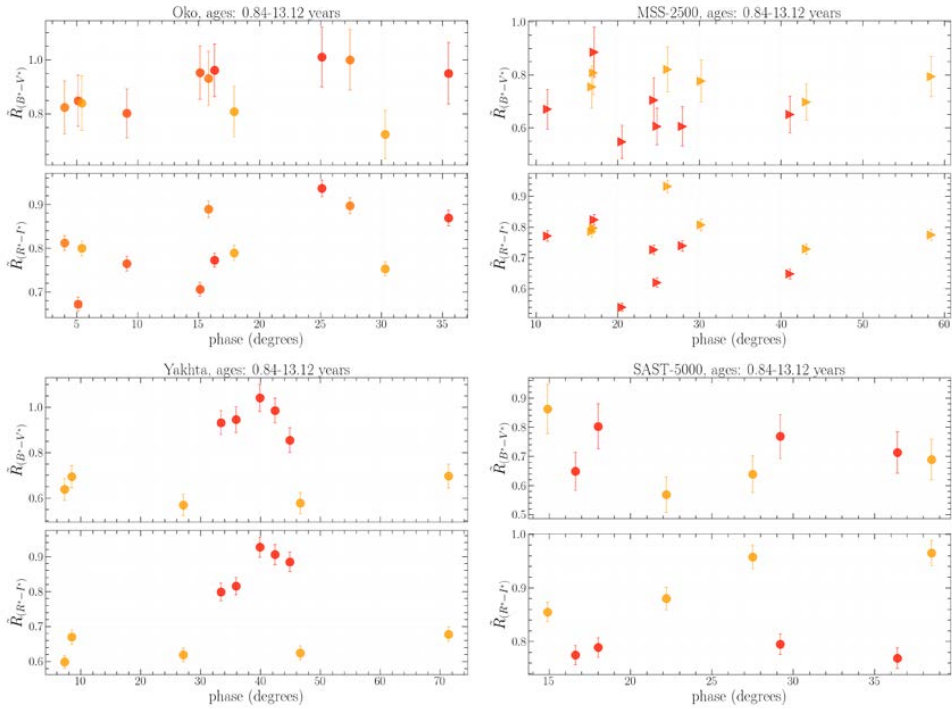 Oko, ages: 0.84-13.12 years
1.0
0.8
R̃(B*−V*)
0.9
0.8
0.7
R̃(R*−I*)
5 10 15 20 25 30 35
phase (degrees)
MSS-2500, ages: 0.84-13.12 years
0.8
0.6
R̃(B*−V*)
0.9
0.8
0.7
0.6
R̃(R*−I*)
10 20 30 40 50 60
phase (degrees)
Yakhta, ages: 0.84-13.12 years
1.0
0.8
0.6
R̃(B*−V*)
0.9
0.8
0.7
0.6
R̃(R*−I*)
10 20 30 40 50 60 70
phase (degrees)
SAST-5000, ages: 0.84-13.12 years
0.9
0.8
0.7
0.6
0.5
R̃(B*−V*)
1.0
0.9
0.8
R̃(R*−I*)
15 20 25 30 35
phase (degrees)